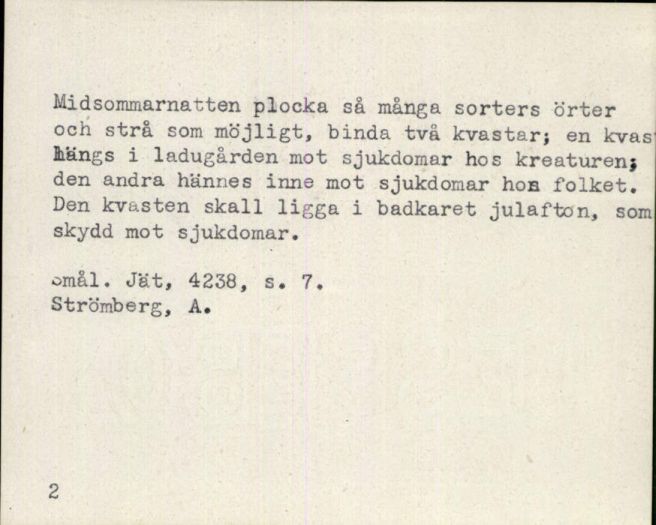 Midsommarnatten plocka så många sorters örter
och strå som möjligt, binda två kvastar; en kvas
hängs i ladugården mot sjukdomar hos kreaturen;
den andra hännes inne mot sjukdomar hos folket.
Den kvasten skall ligga i badkaret julafton, som
skydd mot sjukdomar.
Smål. Jät, 4238, s. 7.
Strömberg, A.
2